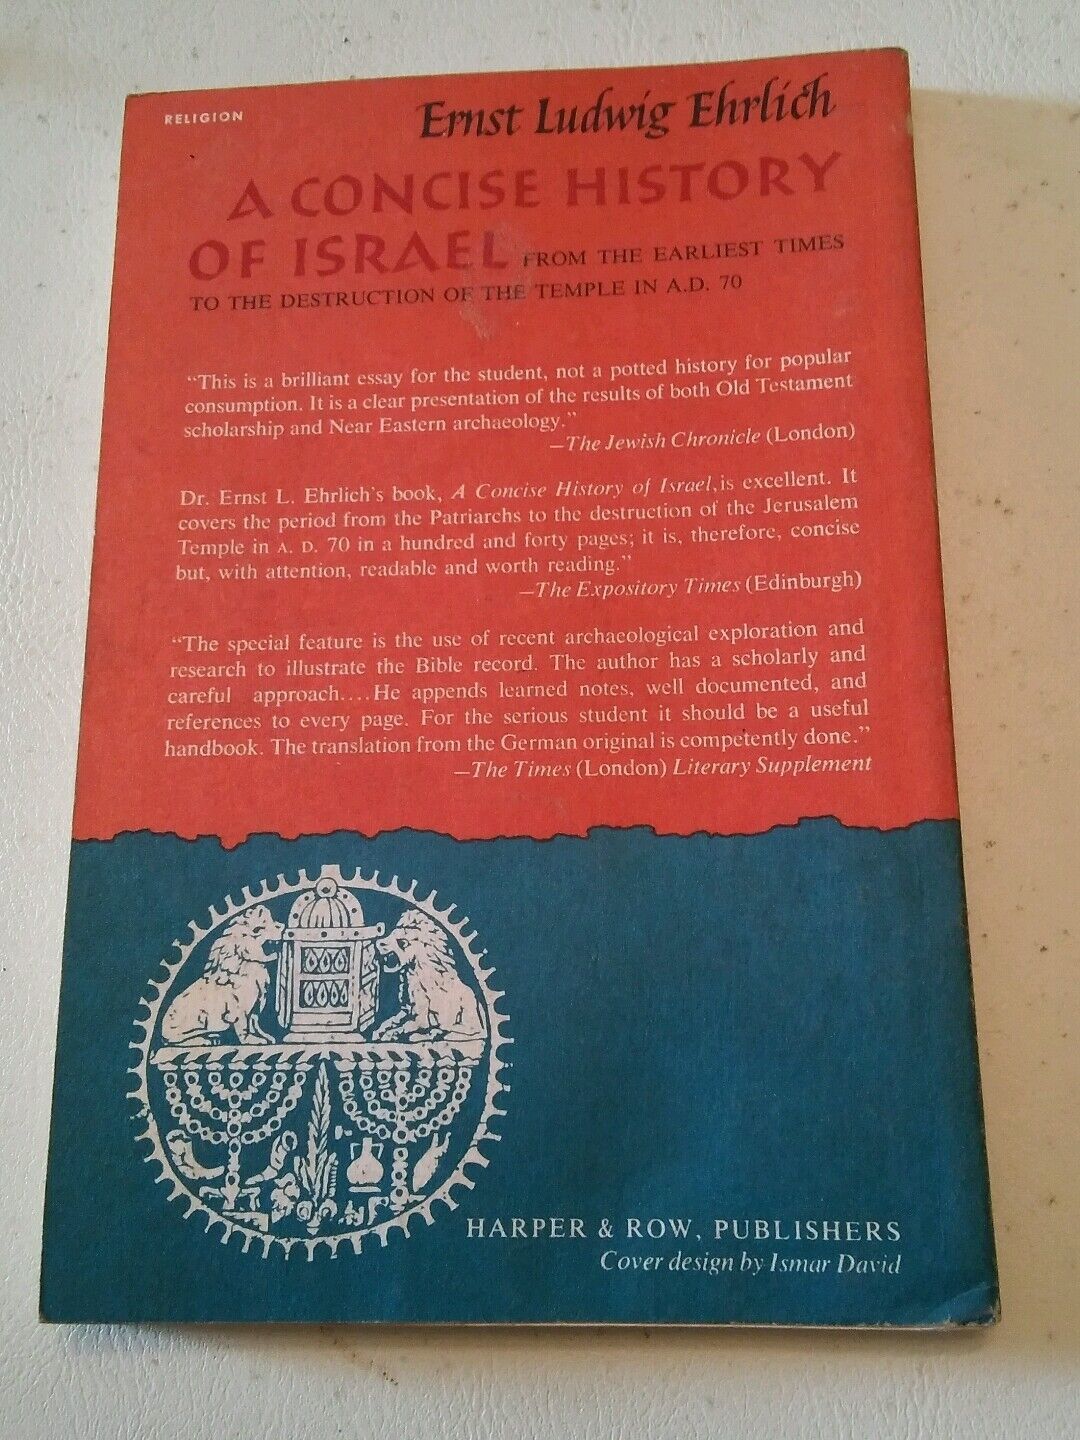 RELIGION
Ernst Ludwig Ehrlich
A CONCISE HISTORY
OF ISRAEL FROM THE EARLIEST TIMES
TO THE DESTRUCTION OF THE TEMPLE IN A.D. 70
"This is a brilliant essay for the student, not a potted history for popular
consumption. It is a clear presentation of the results of both Old Testament
scholarship and Near Eastern archaeology."
—The Jewish Chronicle (London)
Dr. Ernst L. Ehrlich's book, A Concise History of Israel, is excellent. It
covers the period from the Patriarchs to the destruction of the Jerusalem
Temple in A. D. 70 in a hundred and forty pages; it is, therefore, concise
but, with attention, readable and worth reading."
—The Expository Times (Edinburgh)
"The special feature is the use of recent archaeological exploration and
research to illustrate the Bible record. The author has a scholarly and
careful approach....He appends learned notes, well documented, and
references to every page. For the serious student it should be a useful
handbook. The translation from the German original is competently done."
—The Times (London) Literary Supplement
HARPER & ROW, PUBLISHERS
Cover design by Ismar David